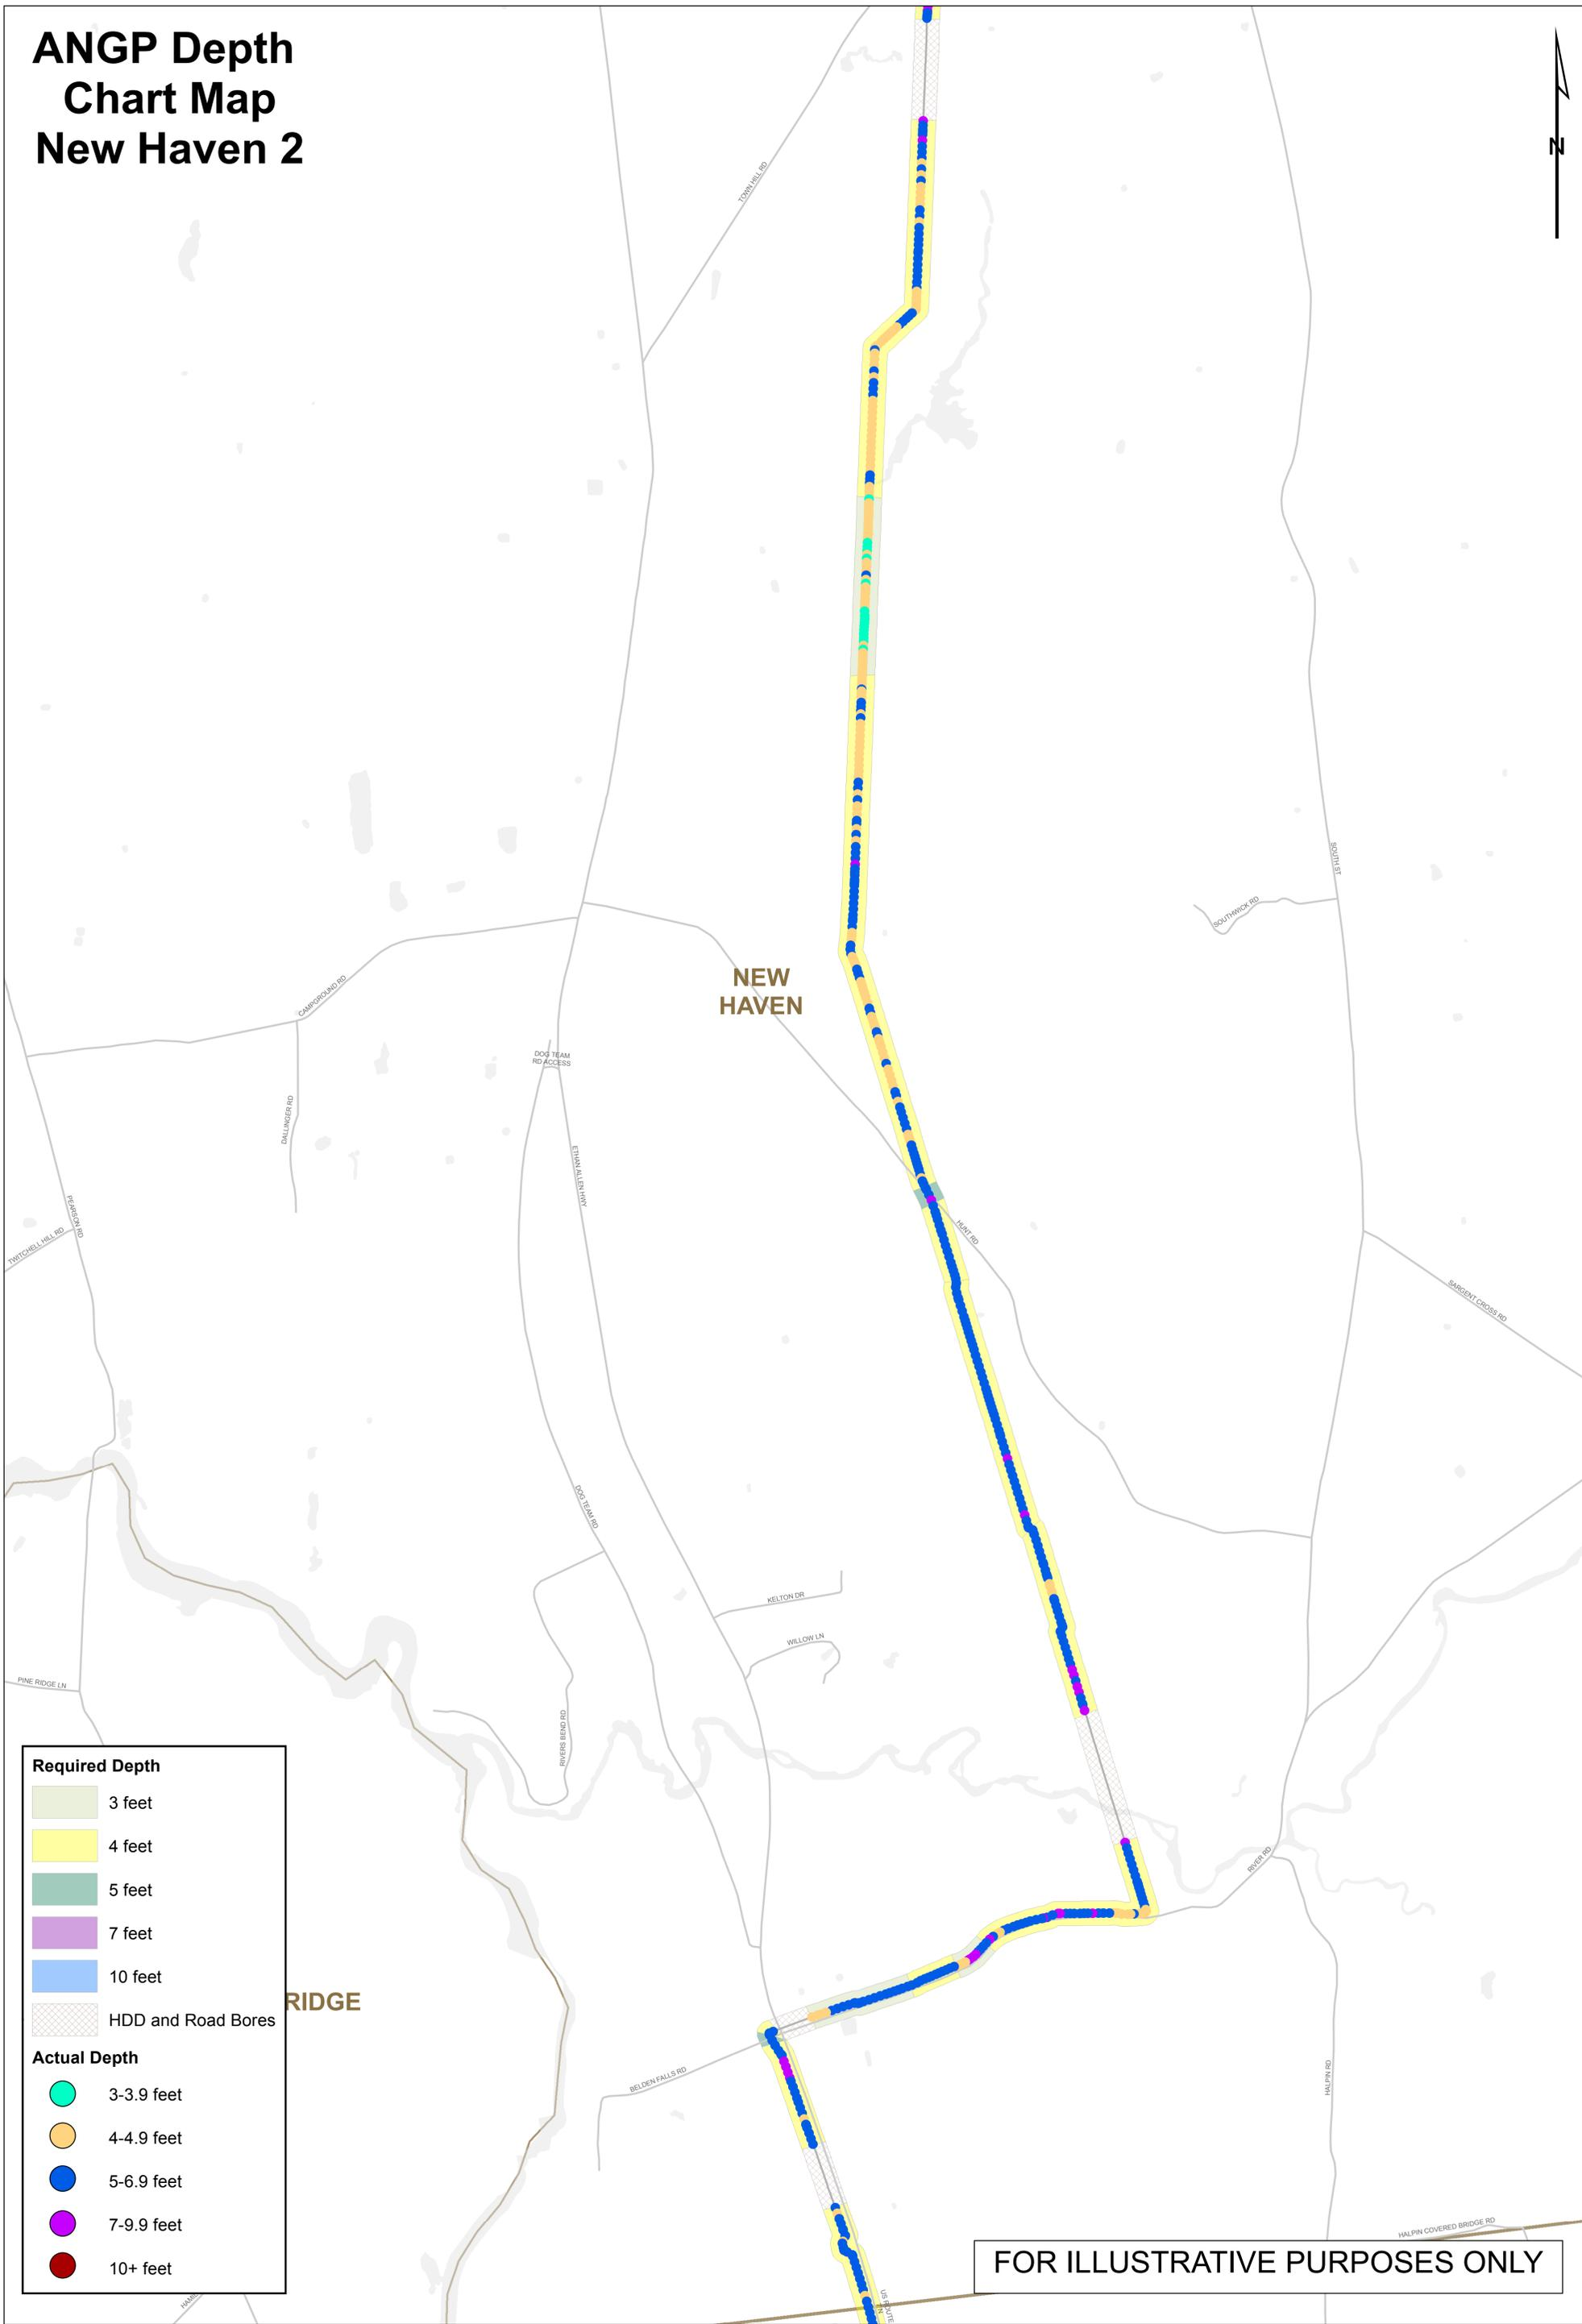 ANGP Depth
Chart Map
New Haven 2
N
TOWN HILL RD
SOUTH ST
SOUTHWICK RD
NEW
HAVEN
CAMPGROUND RD
DOG TEAM
RD ACCESS
DALLINGER RD
ETHAN ALLEN HWY
PEARSON RD
TWITCHELL HILL RD
HUNT RD
SARGENT CROSS RD
DOG TEAM RD
KELTON DR
WILLOW LN
PINE RIDGE LN
RIVERS BEND RD
RIVER RD
RIDGE
BELDEN FALLS RD
HALPIN RD
HALPIN COVERED BRIDGE RD
US ROUTE
Required Depth
3 feet
4 feet
5 feet
7 feet
10 feet
HDD and Road Bores
Actual Depth
3-3.9 feet
4-4.9 feet
5-6.9 feet
7-9.9 feet
10+ feet
FOR ILLUSTRATIVE PURPOSES ONLY